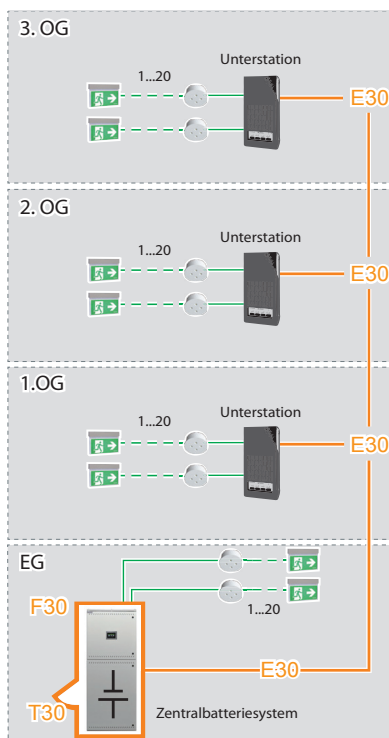 3. OG
Unterstation
1...20
E30
2. OG
Unterstation
1...20
E30
1.OG
Unterstation
1...20
E30
EG
1...20
F30
E30
T30
Zentralbatteriesystem